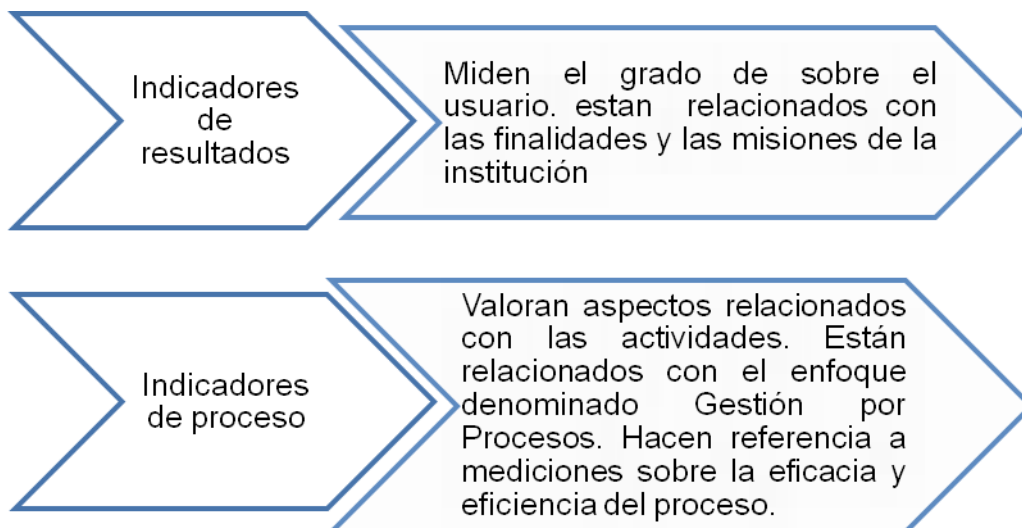 Indicadores
de
resultados
Miden el grado de sobre el
usuario. estan relacionados con
las finalidades y las misiones de la
institución
Indicadores
de proceso
Valoran aspectos relacionados
con las actividades. Están
relacionados con el enfoque
denominado Gestión por
Procesos. Hacen referencia a
mediciones sobre la eficacia y
eficiencia del proceso.